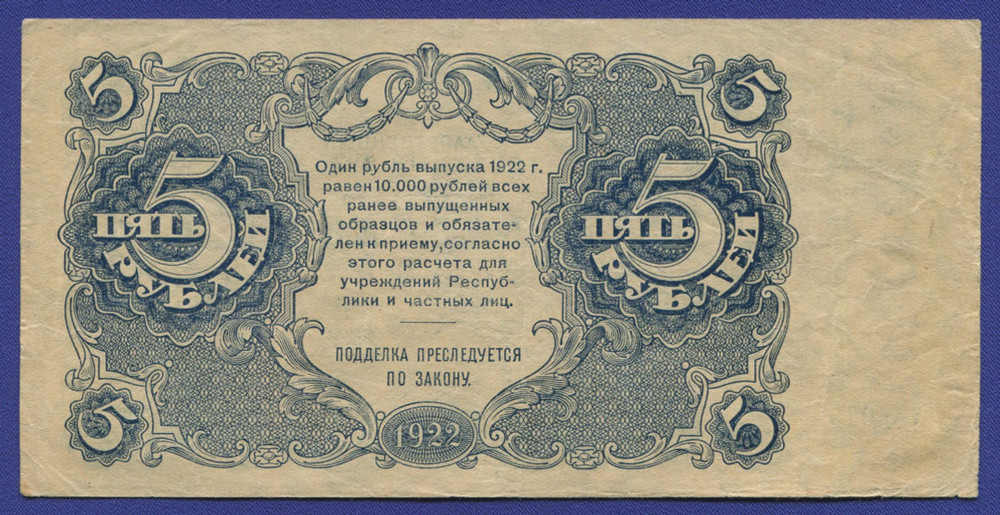 5
5
5
ПЯТЬ
РУБЛЕЙ
Один рубль выпуска 1922 г.
равен 10.000 рублей всех
ранее выпущенных
образцов и обязате-
лен к приему, согласно
этого расчета для
учреждений Респуб-
лики и частных лиц.
ПОДДЕЛКА ПРЕСЛЕДУЕТСЯ
ПО ЗАКОНУ.
5
ПЯТЬ
РУБЛЕЙ
5
1922
5